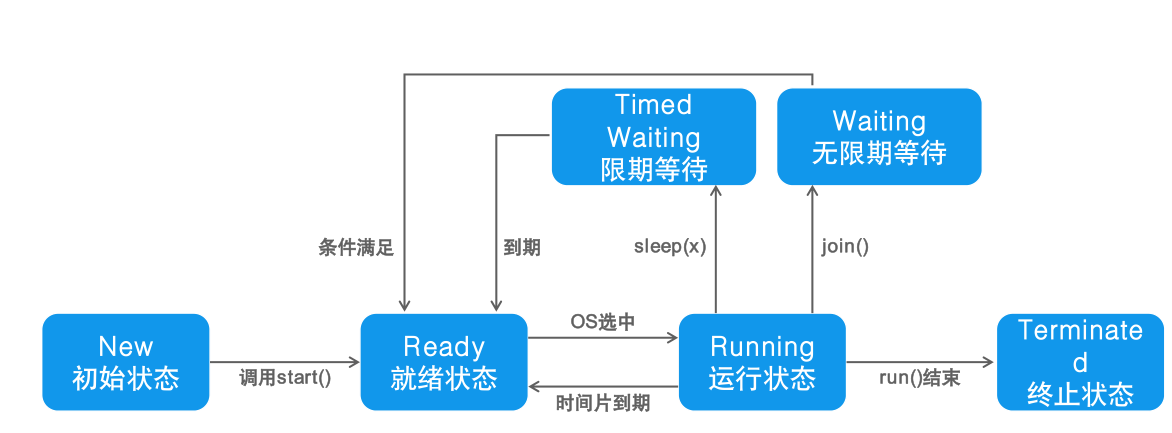 Timed
Waiting
限期等待
Waiting
无限期等待
条件满足
到期
sleep(x)
join()
New
初始状态
调用start()
Ready
就绪状态
OS选中
时间片到期
Running
运行状态
run()结束
Terminate
d
终止状态